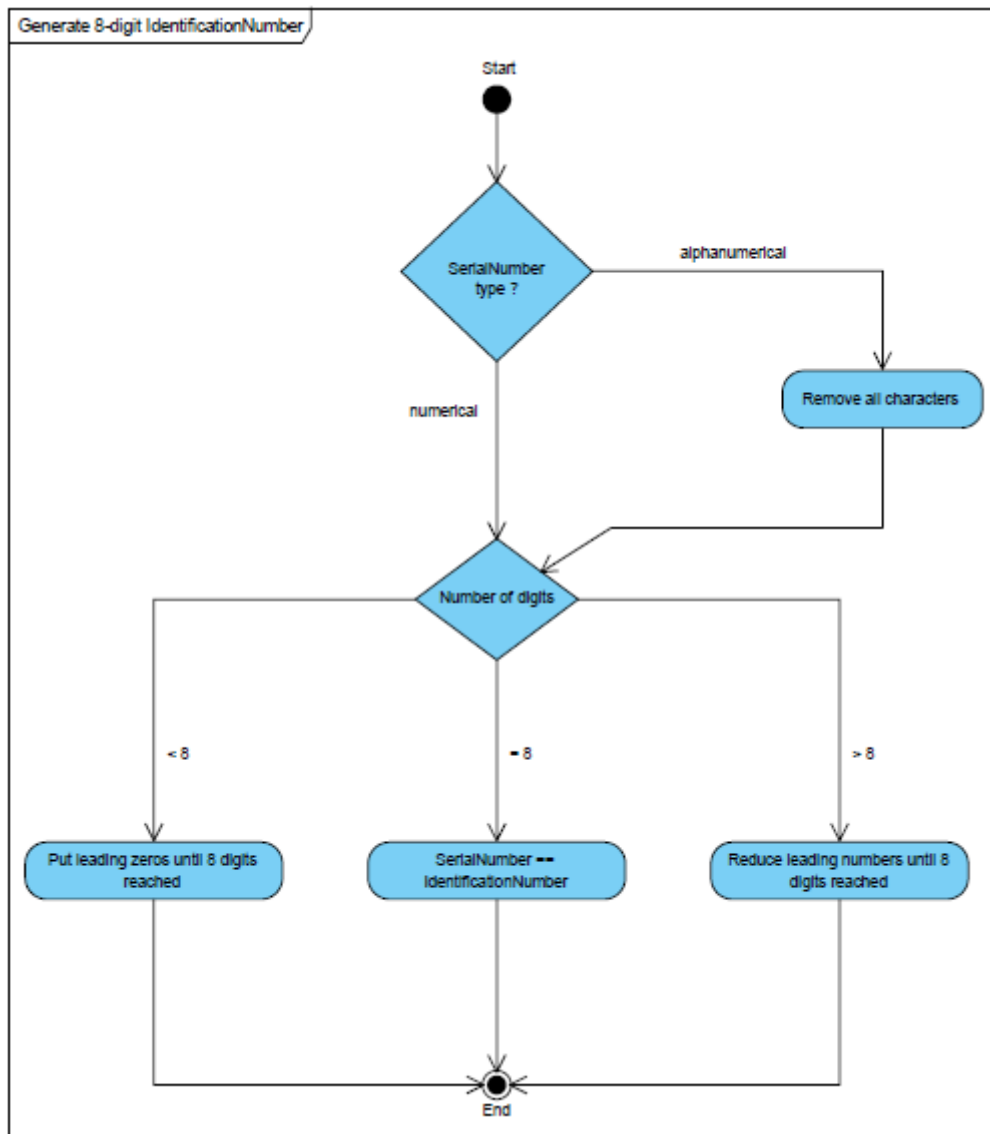 Generate 8-digit IdentificationNumber
Start
alphanumerical
SerialNumber
type ?
Remove all characters
numerical
Number of digits
< 8
= 8
> 8
Put leading zeros until 8 digits
reached
SerialNumber ==
IdentificationNumber
Reduce leading numbers until 8
digits reached
End